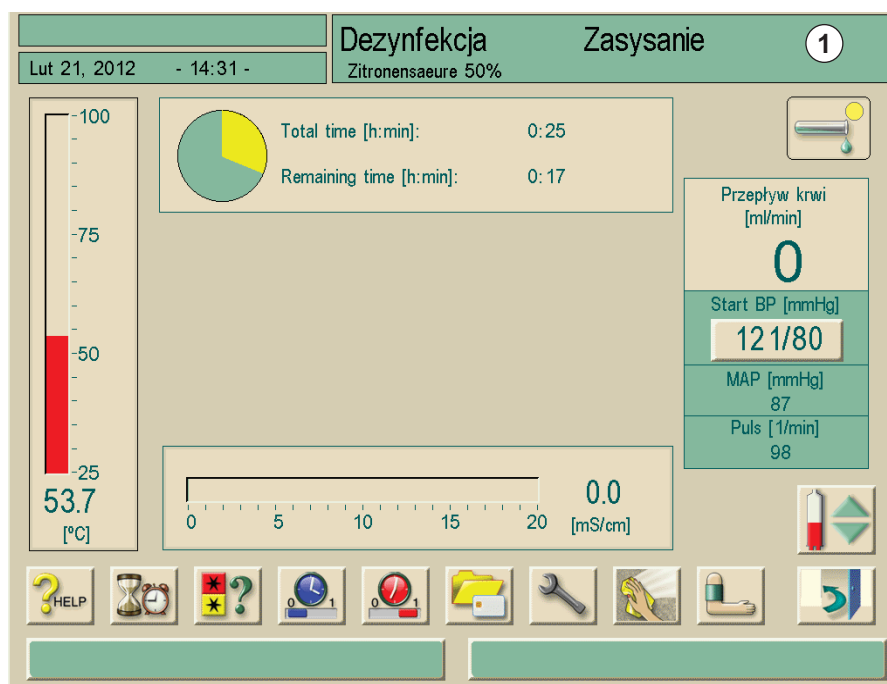 Dezynfekcja Zasysanie 1
Lut 21, 2012 - 14:31 - Zitronensaeure 50%
100
75
50
25
53.7
[ºC]
Total time [h:min]: 0:25
Remaining time [h:min]: 0:17
0 5 10 15 20
0.0
[mS/cm]
Przepływ krwi
[ml/min]
0
Start BP [mmHg]
121/80
MAP [mmHg]
87
Puls [1/min]
98
?HELP
?
0 1
0 1